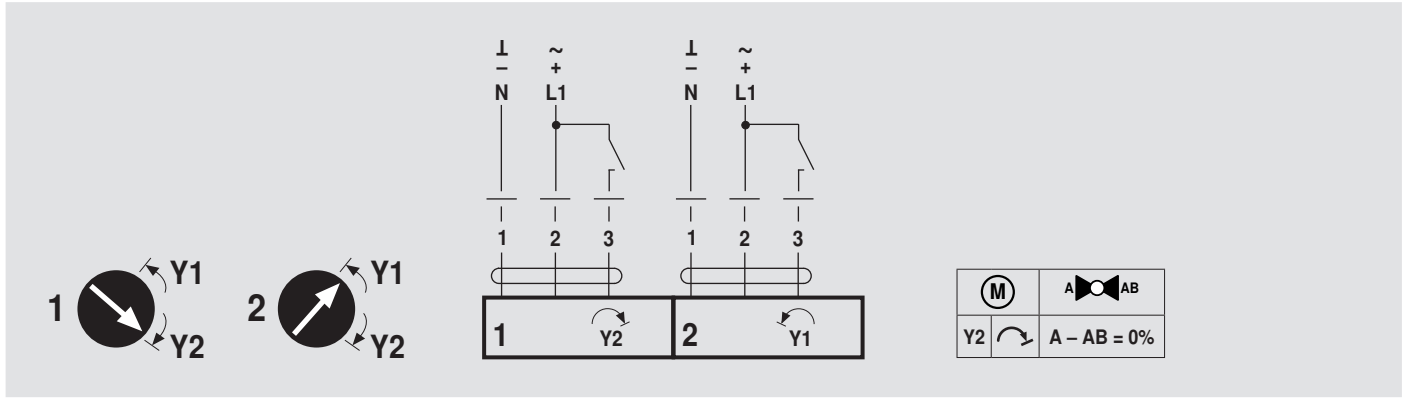 ⊥ ~ ⊥ ~
– + – +
N L1 N L1
1 2 3 1 2 3
1 Y1 Y2
2 Y1 Y2
1 Y2 2 Y1
M A AB
Y2 A – AB = 0%